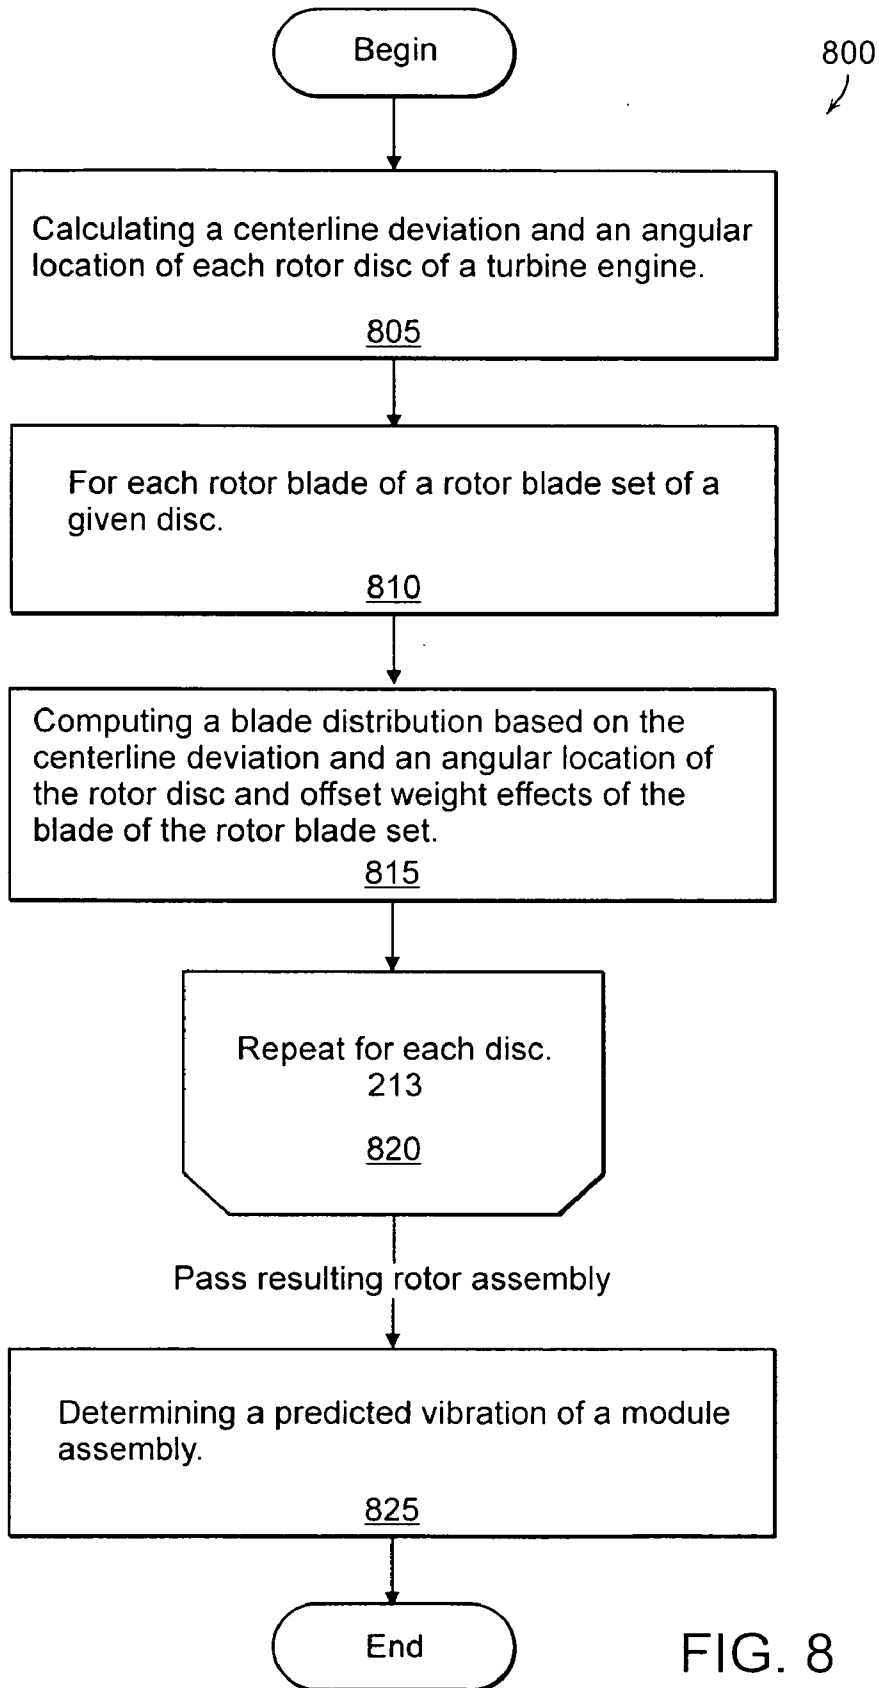 Begin
800
Calculating a centerline deviation and an angular
location of each rotor disc of a turbine engine.
805
For each rotor blade of a rotor blade set of a
given disc.
810
Computing a blade distribution based on the
centerline deviation and an angular location of
the rotor disc and offset weight effects of the
blade of the rotor blade set.
815
Repeat for each disc.
213
820
Pass resulting rotor assembly
Determining a predicted vibration of a module
assembly.
825
End
FIG. 8